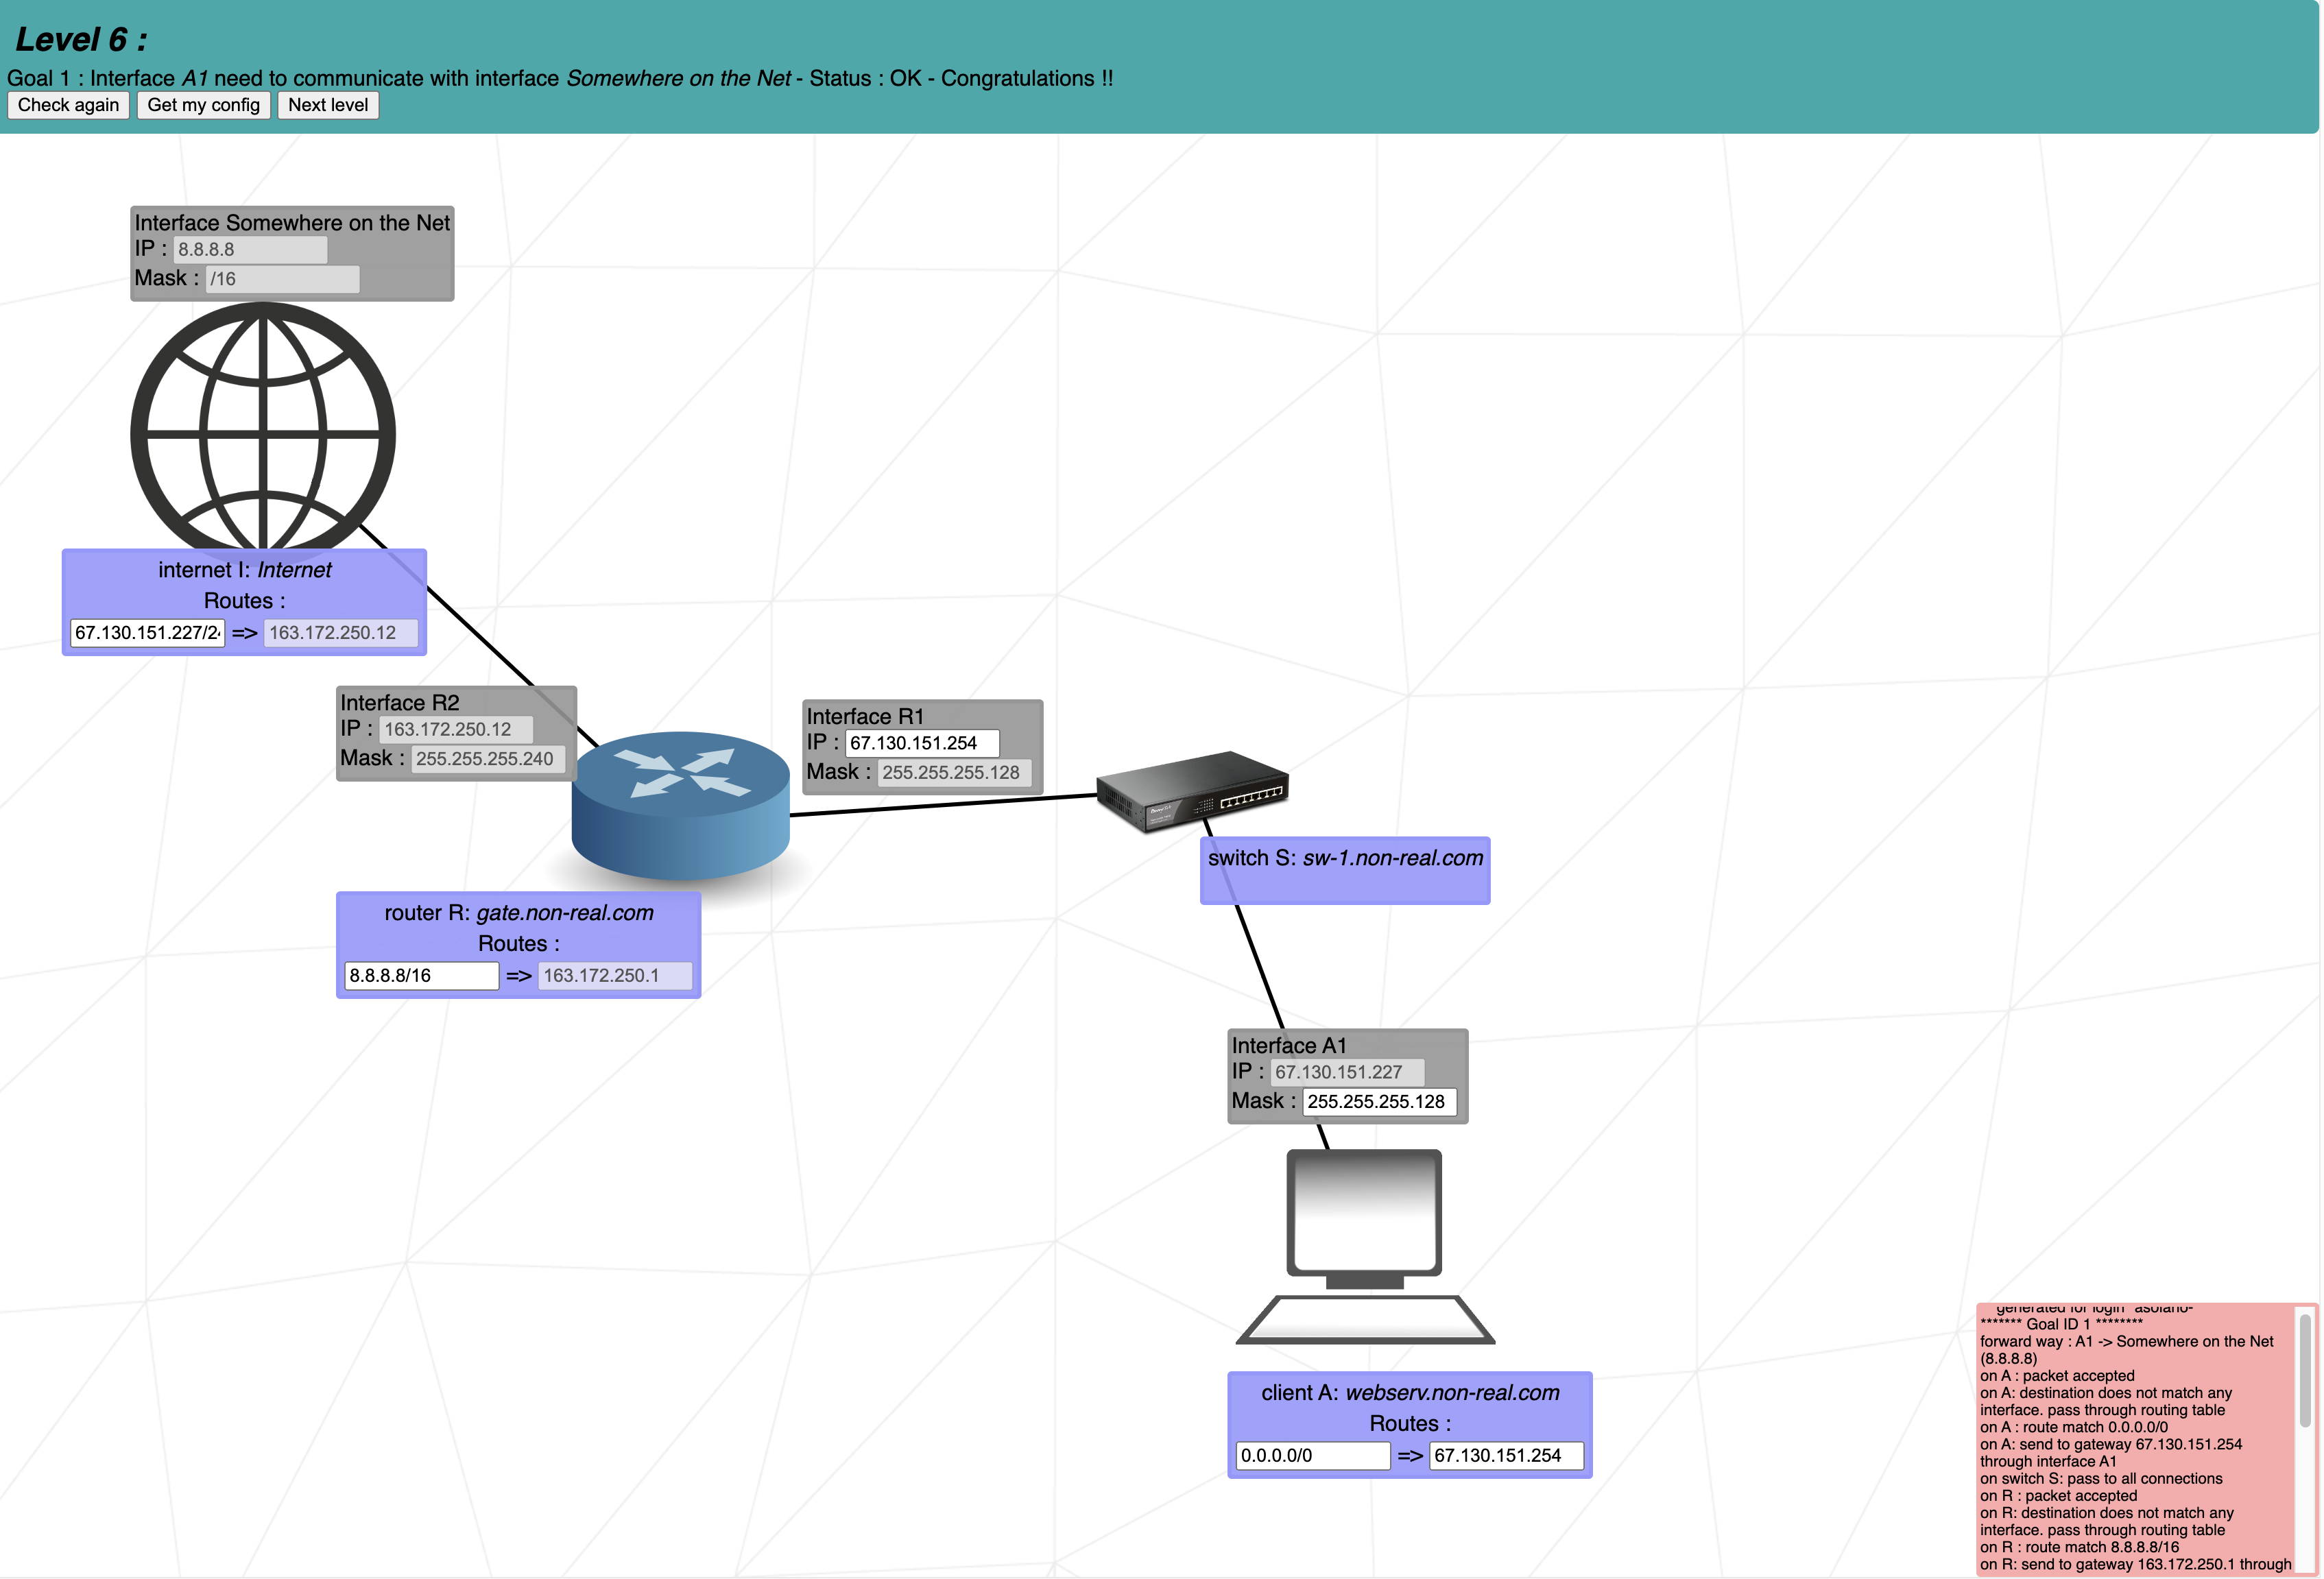 Level 6 :
Goal 1 : Interface A1 need to communicate with interface Somewhere on the Net - Status : OK - Congratulations !!
Check again Get my config Next level
Interface Somewhere on the Net
IP : 8.8.8.8
Mask : /16
internet I: Internet
Routes :
67.130.151.227/2 => 163.172.250.12
Interface R2
IP : 163.172.250.12
Mask : 255.255.255.240
Interface R1
IP : 67.130.151.254
Mask : 255.255.255.128
switch S: sw-1.non-real.com
router R: gate.non-real.com
Routes :
8.8.8.8/16 => 163.172.250.1
Interface A1
IP : 67.130.151.227
Mask : 255.255.255.128
client A: webserv.non-real.com
Routes :
0.0.0.0/0 => 67.130.151.254
generated for login asolano-
******* Goal ID 1 ********
forward way : A1 -> Somewhere on the Net
(8.8.8.8)
on A : packet accepted
on A: destination does not match any
interface. pass through routing table
on A : route match 0.0.0.0/0
on A: send to gateway 67.130.151.254
through interface A1
on switch S: pass to all connections
on R : packet accepted
on R: destination does not match any
interface. pass through routing table
on R : route match 8.8.8.8/16
on R: send to gateway 163.172.250.1 through